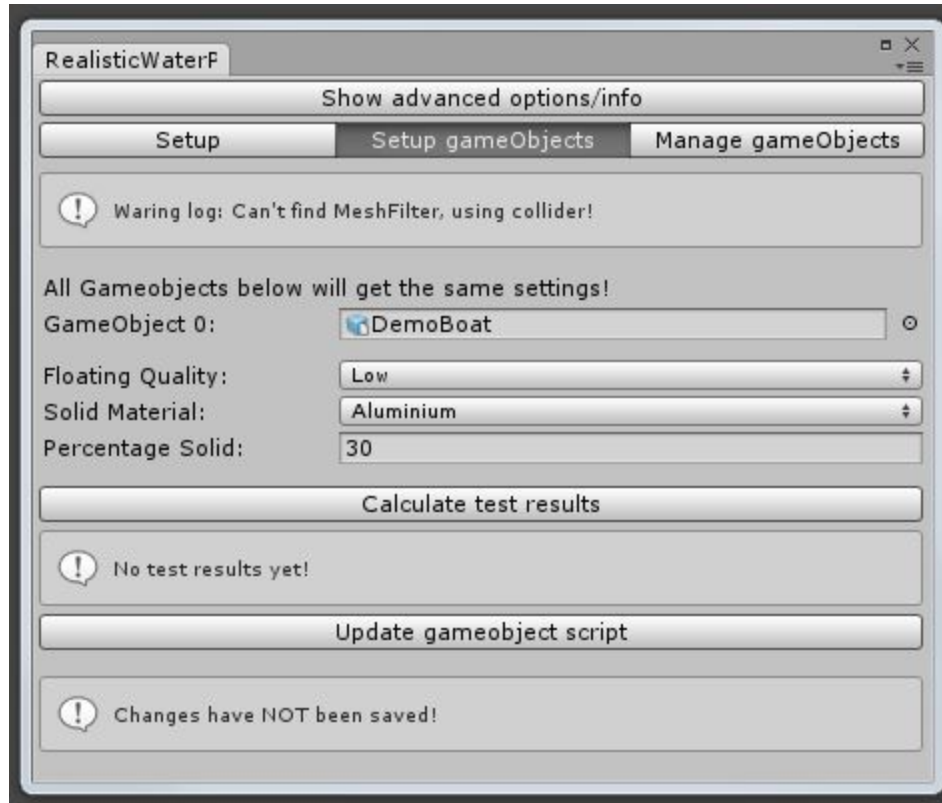 RealisticWaterP
Show advanced options/info
Setup
Setup gameObjects
Manage gameObjects
Waring log: Can't find MeshFilter, using collider!
All Gameobjects below will get the same settings!
GameObject 0:
DemoBoat
Floating Quality:
Low
Solid Material:
Aluminium
Percentage Solid:
30
Calculate test results
No test results yet!
Update gameobject script
Changes have NOT been saved!